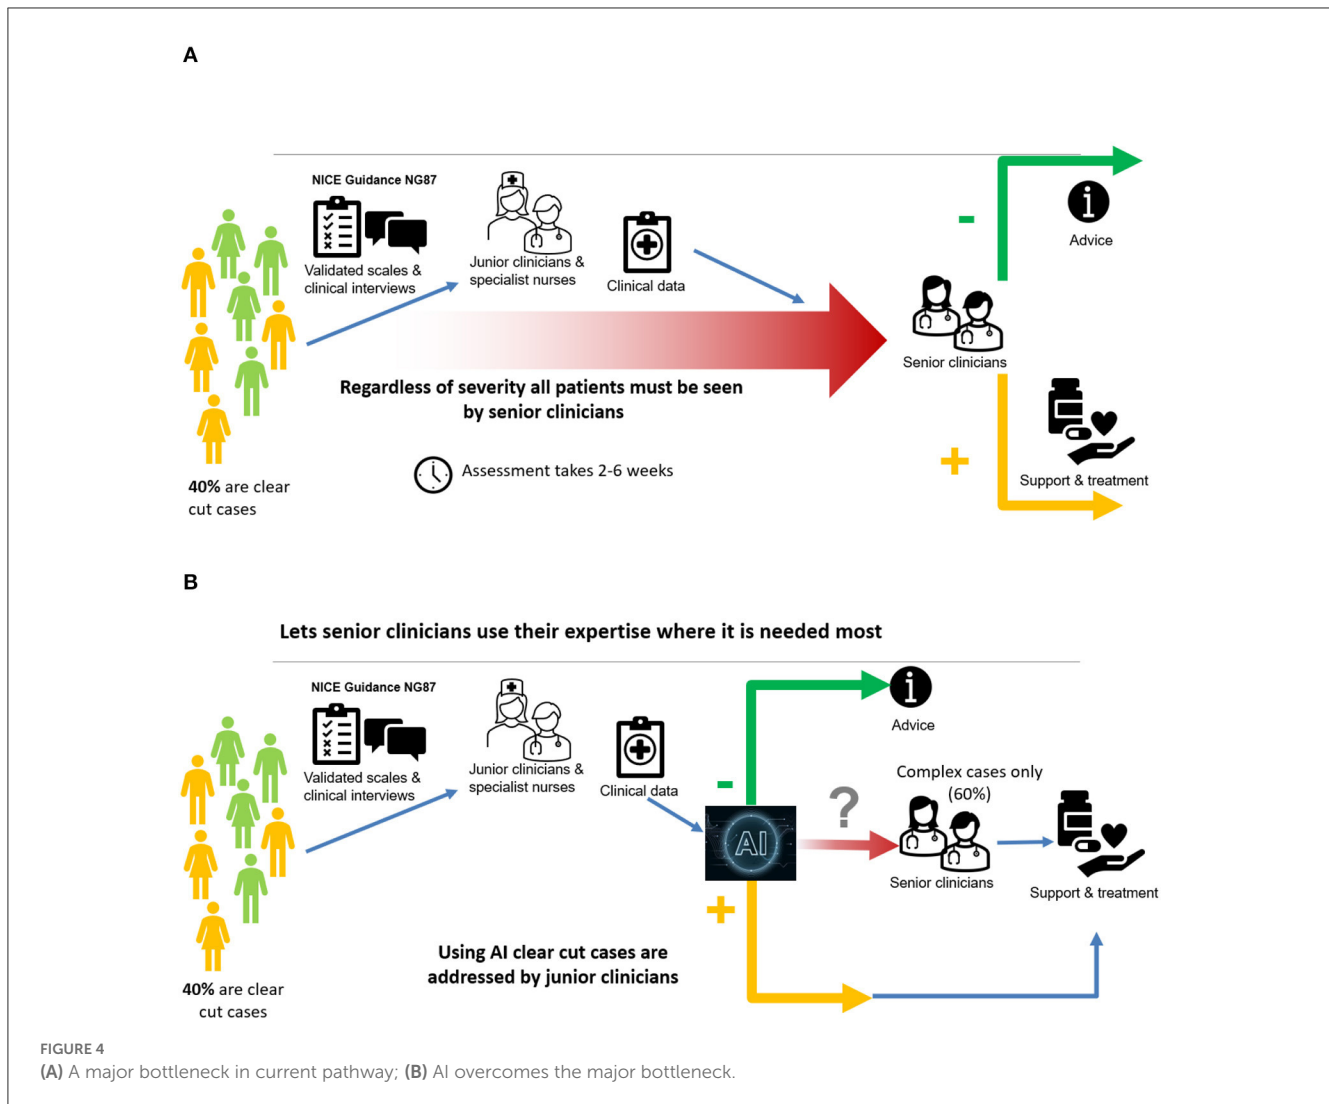 A
NICE Guidance NG87
Validated scales &
clinical interviews
Junior clinicians &
specialist nurses
Clinical data
-
Advice
Senior clinicians
Regardless of severity all patients must be seen
by senior clinicians
+
Support & treatment
Assessment takes 2-6 weeks
40% are clear
cut cases
B
Lets senior clinicians use their expertise where it is needed most
NICE Guidance NG87
Validated scales &
clinical interviews
Junior clinicians &
specialist nurses
Clinical data
-
Advice
AI
?
Complex cases only
(60%)
Senior clinicians
Support & treatment
+
Using AI clear cut cases are
addressed by junior clinicians
40% are clear
cut cases
FIGURE 4
(A) A major bottleneck in current pathway; (B) AI overcomes the major bottleneck.